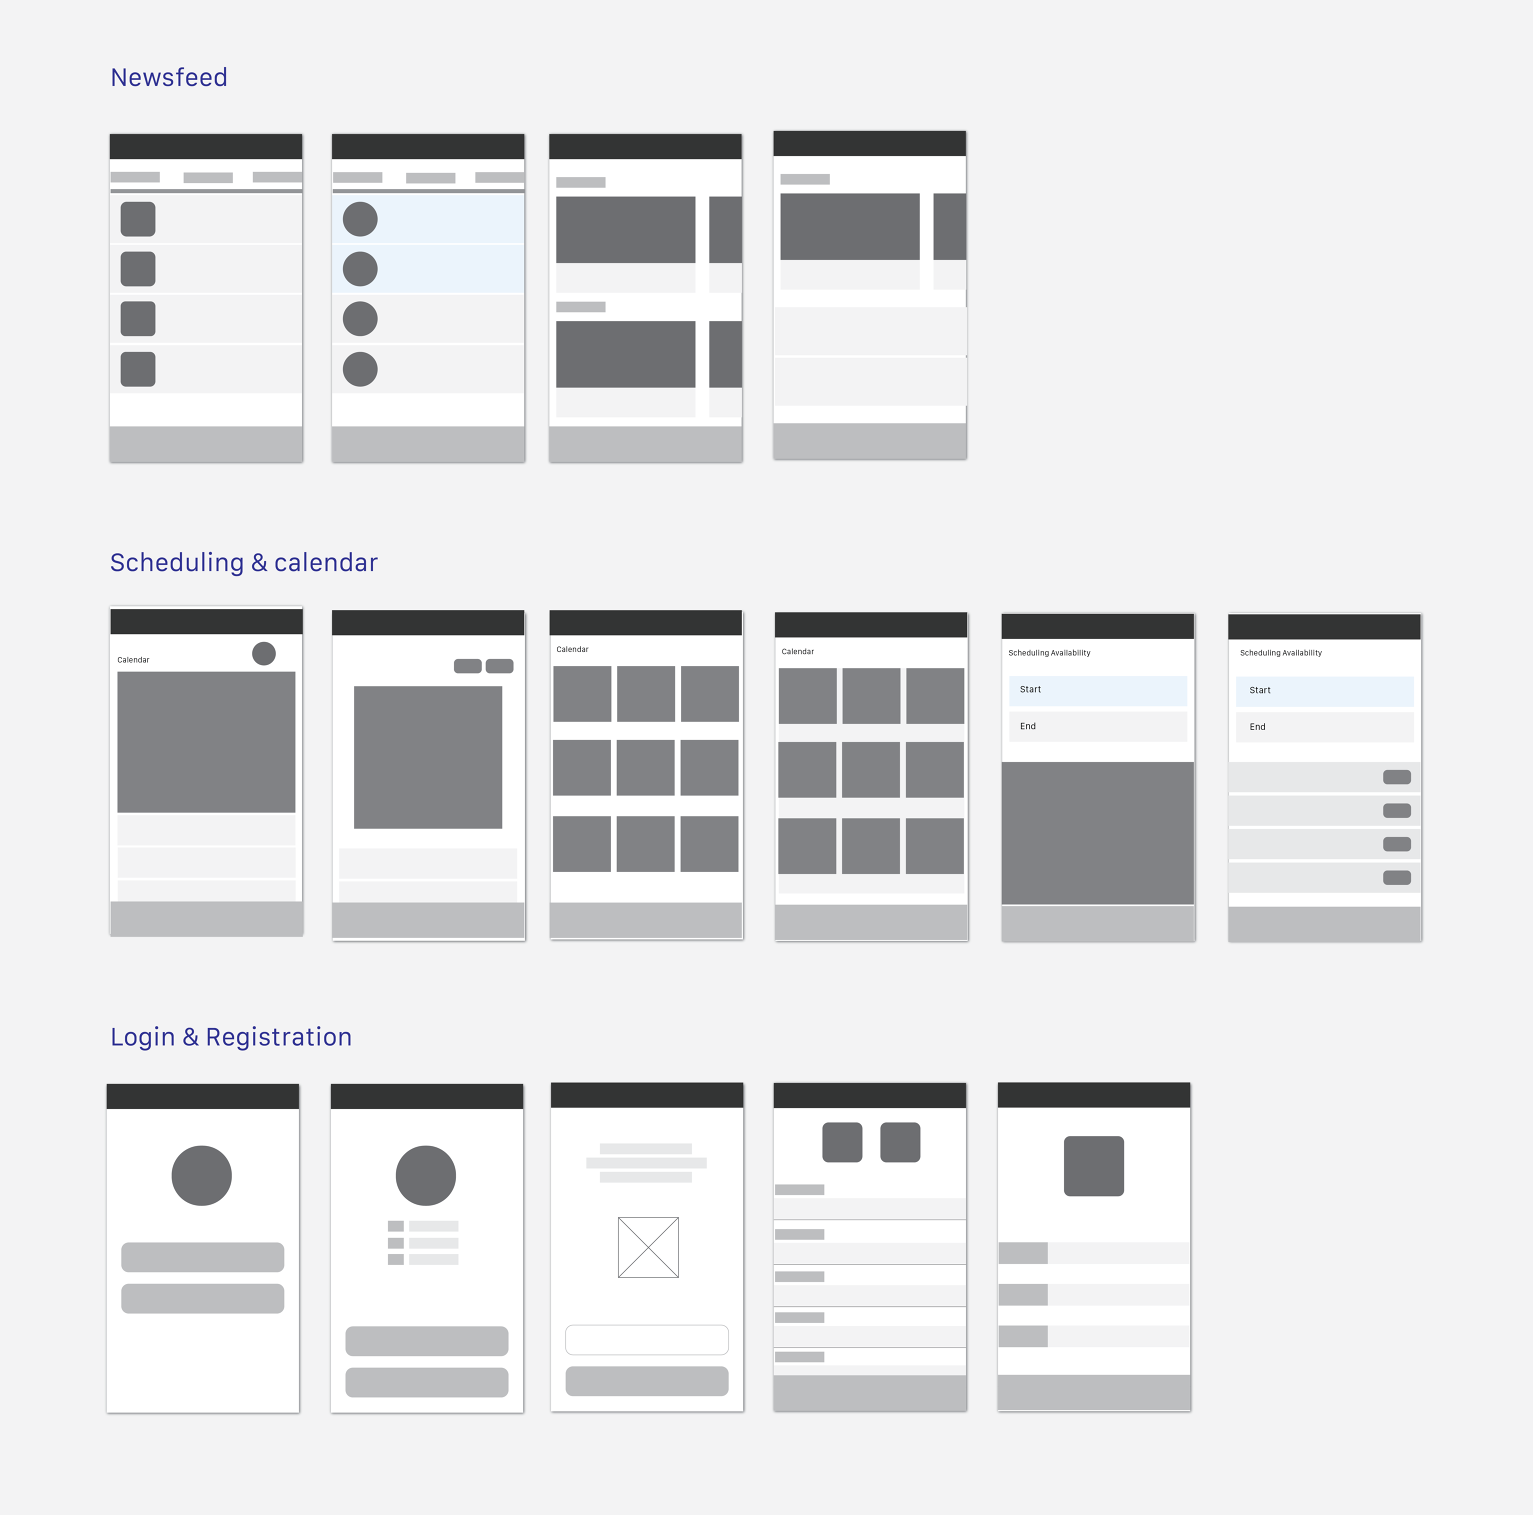 Newsfeed
Scheduling & calendar
Calendar
Calendar
Calendar
Scheduling Availability
Start
End
Scheduling Availability
Start
End
Login & Registration